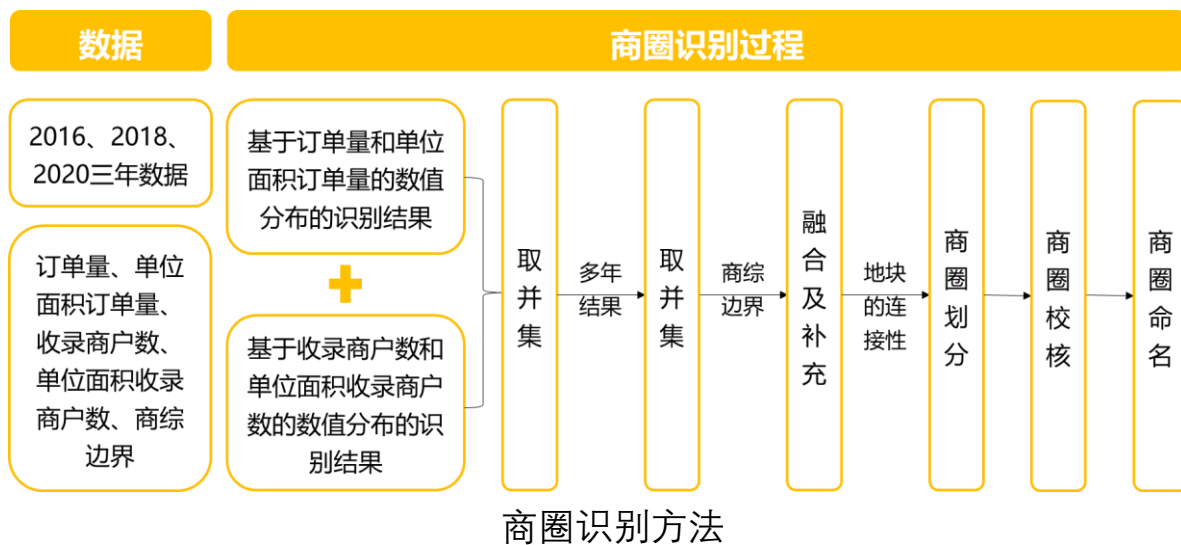 数据
商圈识别过程
2016、2018、
2020三年数据
订单量、单位
面积订单量、
收录商户数、
单位面积收录
商户数、商综
边界
基于订单量和单位
面积订单量的数值
分布的识别结果
基于收录商户数和
单位面积收录商户
数的数值分布的识
别结果
取并集
多年
结果
取并集
商综
边界
融合及补充
地块
的连
接性
商圈划分
商圈校核
商圈命名
商圈识别方法